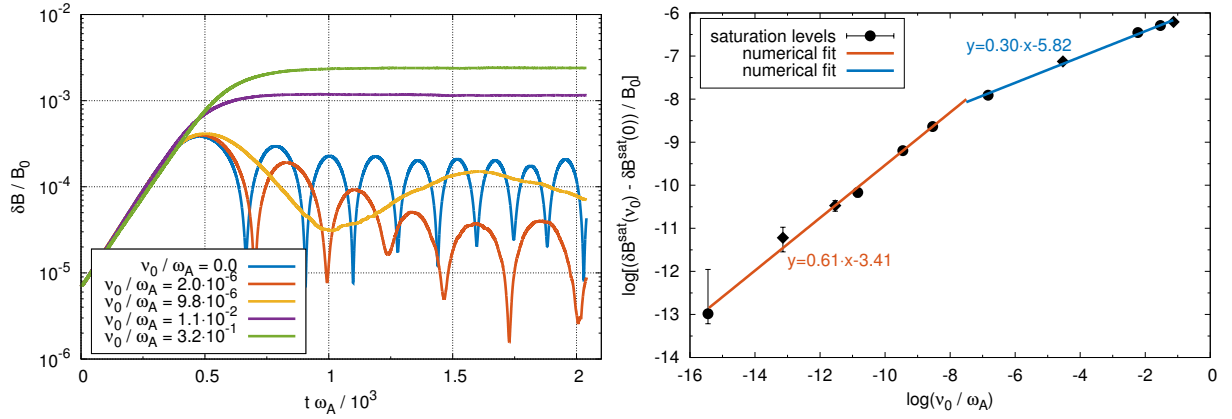 10⁻²
10⁻³
10⁻⁴
10⁻⁵
10⁻⁶
δB / B₀
ν₀ / ω_A = 0.0
ν₀ / ω_A = 2.0·10⁻⁶
ν₀ / ω_A = 9.8·10⁻⁶
ν₀ / ω_A = 1.1·10⁻²
ν₀ / ω_A = 3.2·10⁻¹
0 0.5 1 1.5 2
t ω_A / 10³
-6
-7
-8
-9
-10
-11
-12
-13
-14
log[(δB^sat(ν₀) - δB^sat(0)) / B₀]
saturation levels
numerical fit
numerical fit
y=0.30·x-5.82
y=0.61·x-3.41
-16 -14 -12 -10 -8 -6 -4 -2 0
log(ν₀ / ω_A)